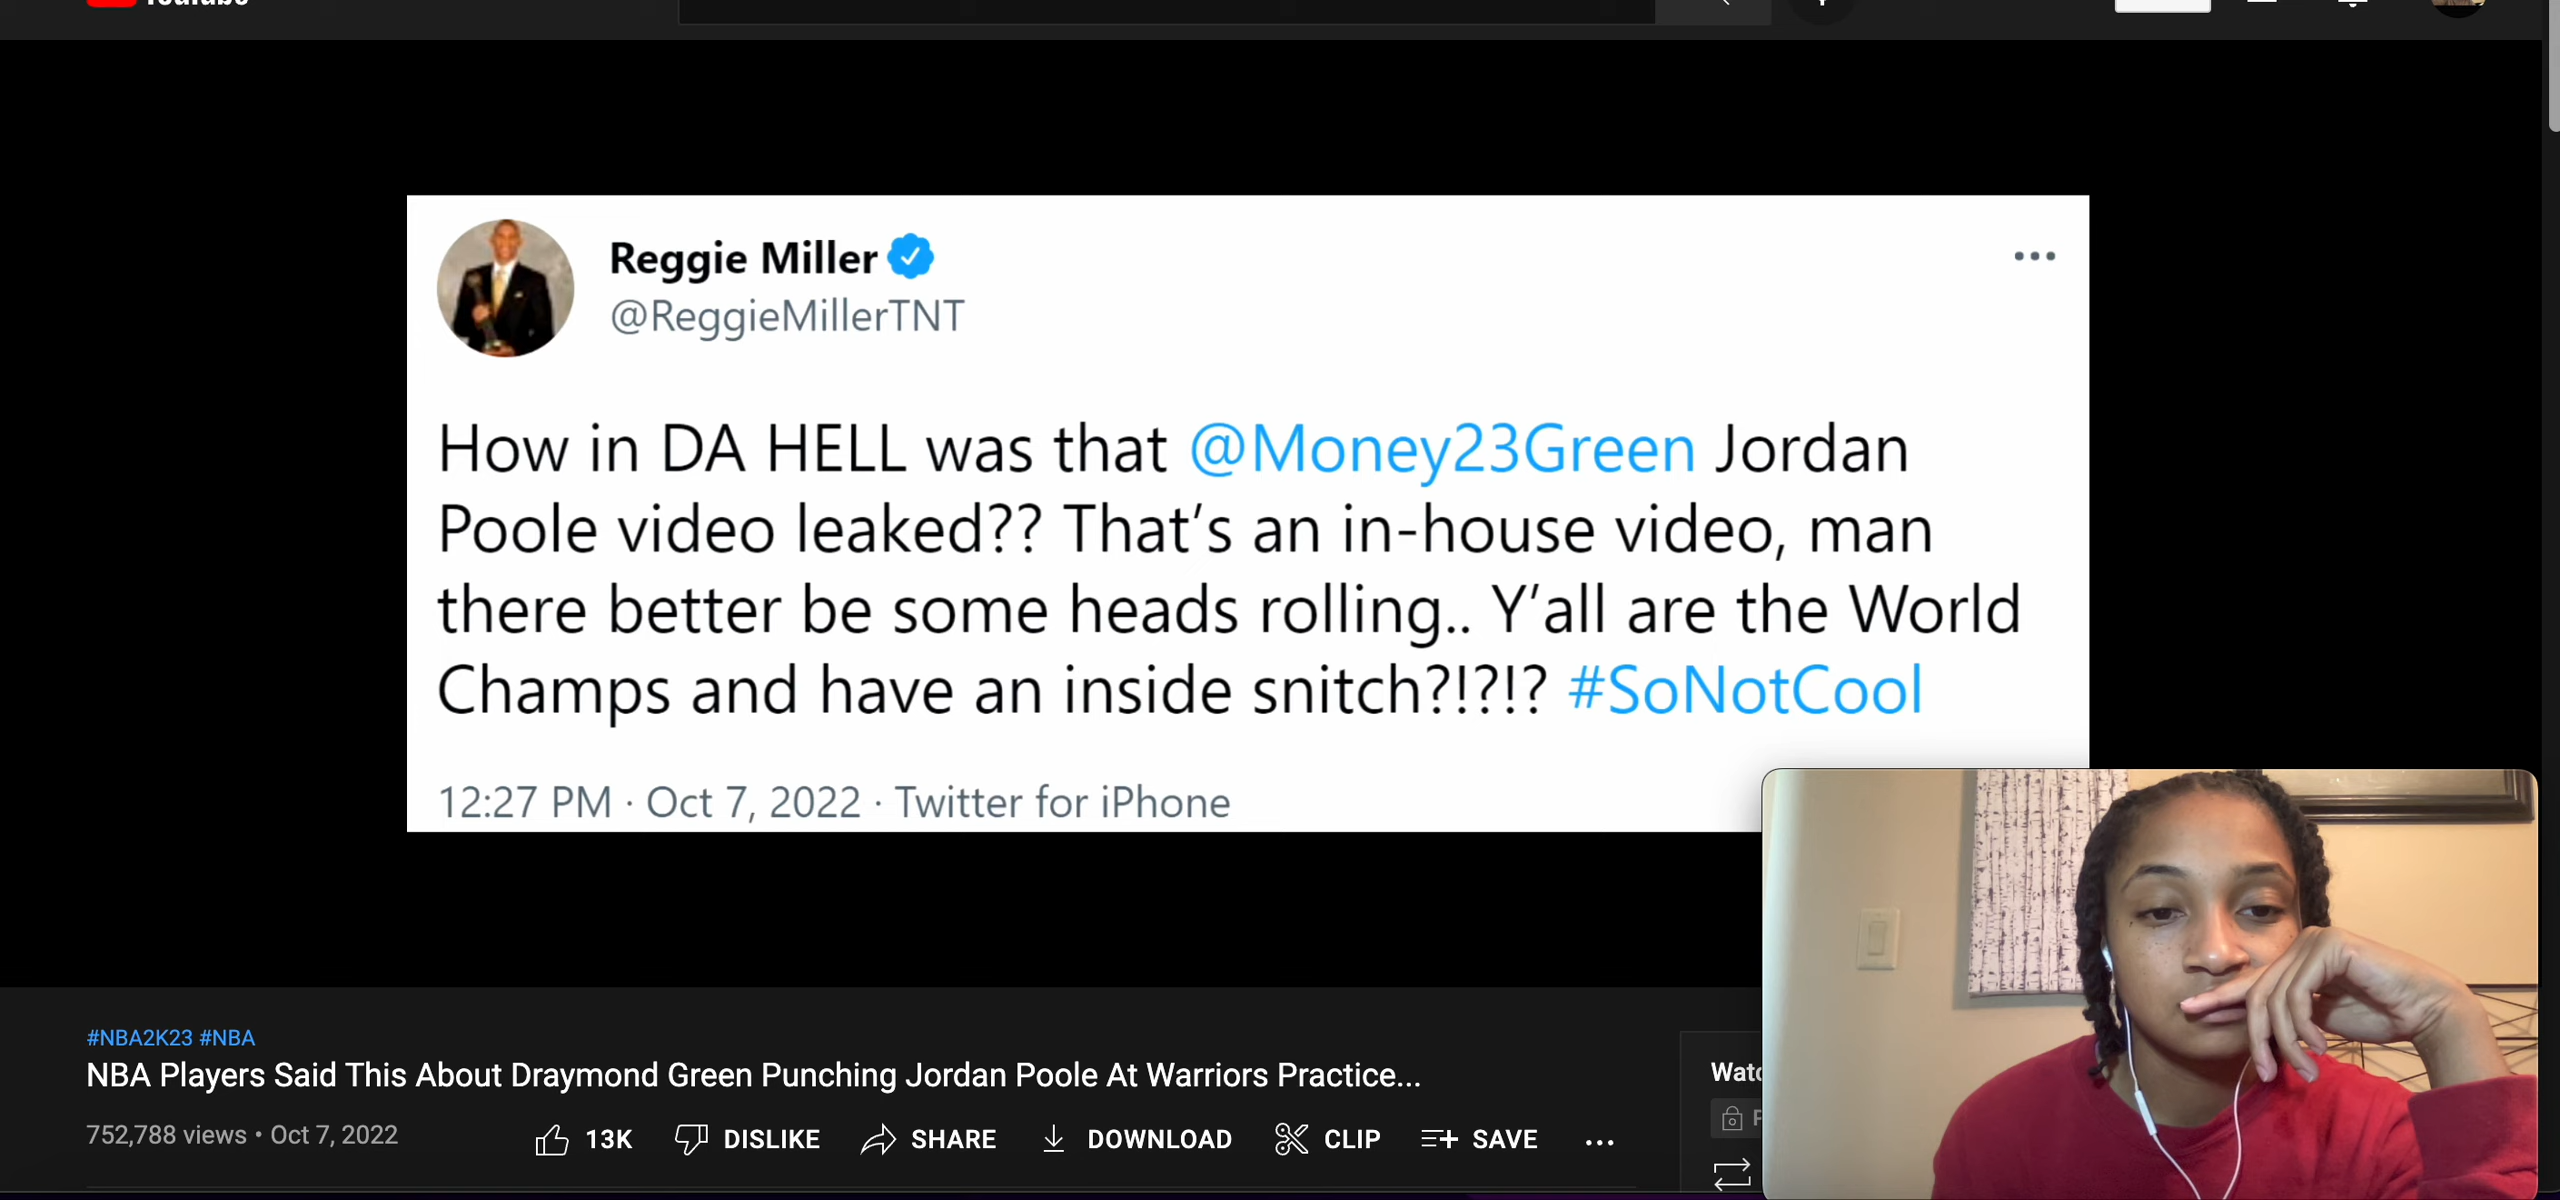 YouTube
Reggie Miller
@ReggieMillerTNT
How in DA HELL was that @Money23Green Jordan
Poole video leaked?? That's an in-house video, man
there better be some heads rolling.. Y'all are the World
Champs and have an inside snitch?!?!? #SoNotCool
12:27 PM · Oct 7, 2022 · Twitter for iPhone
#NBA2K23 #NBA
NBA Players Said This About Draymond Green Punching Jordan Poole At Warriors Practice...
752,788 views • Oct 7, 2022
13K DISLIKE SHARE DOWNLOAD CLIP SAVE